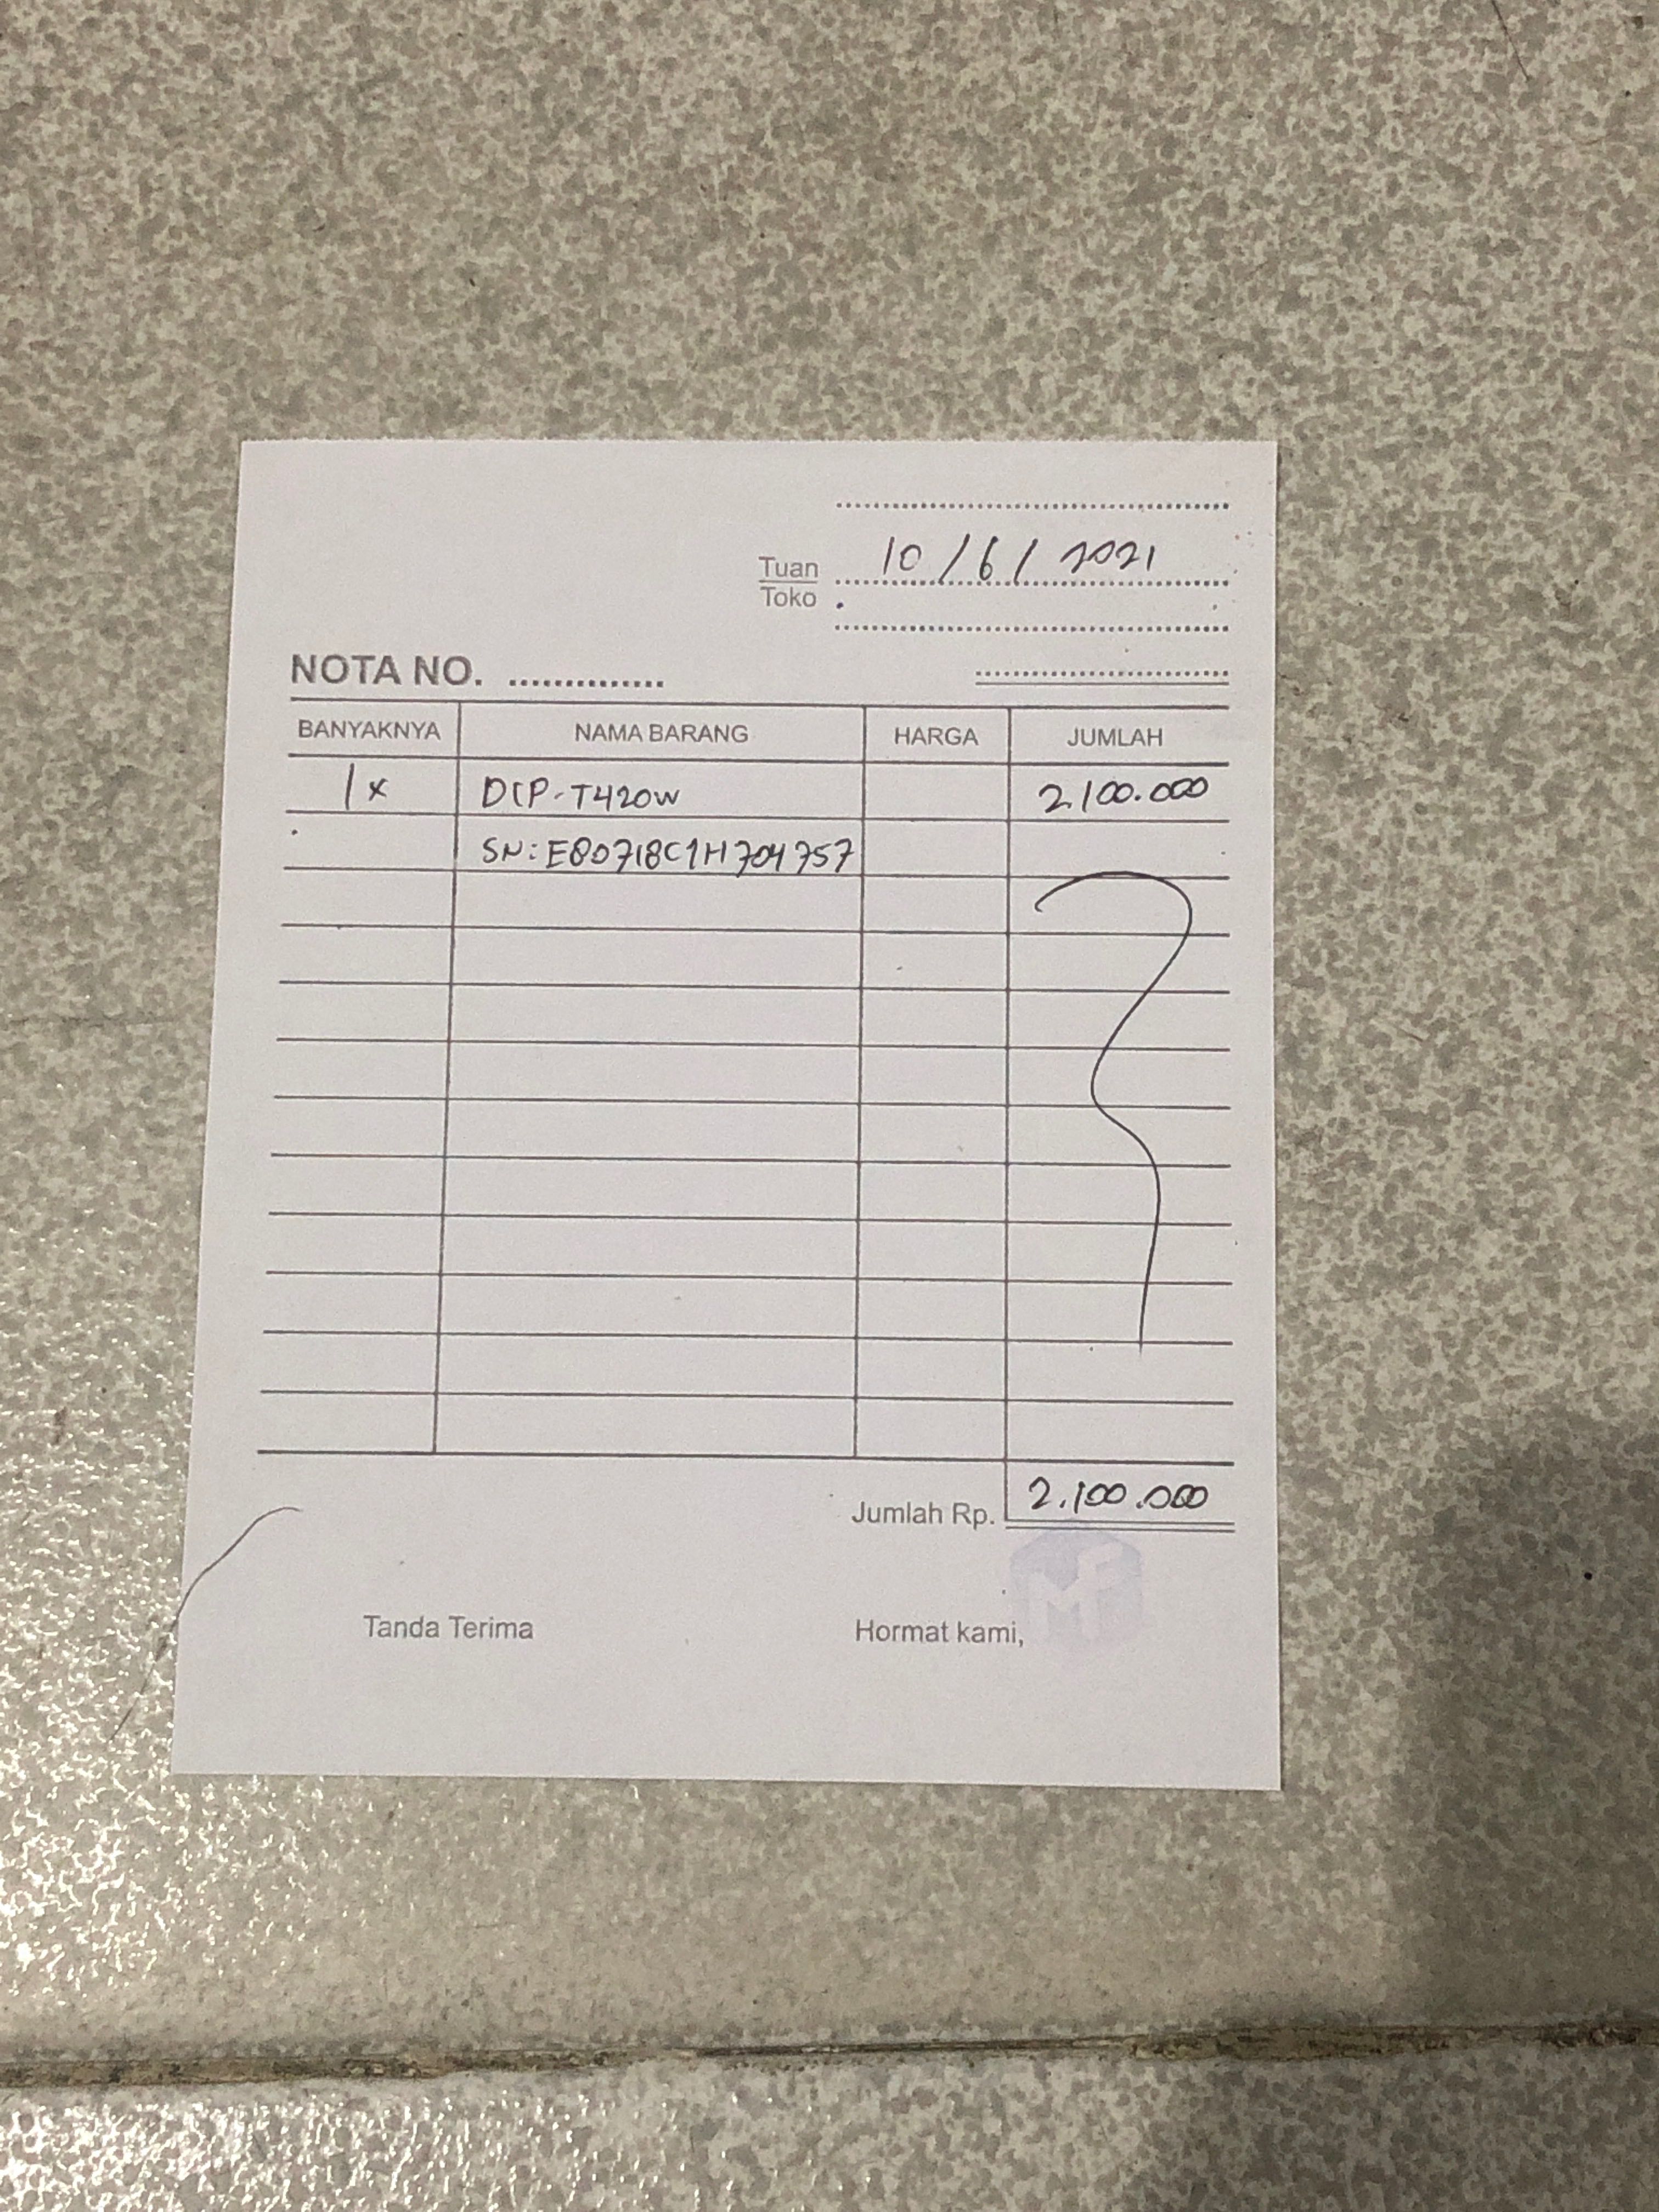 10/6/2021
Tuan
Toko
NOTA NO. ..............
BANYAKNYA NAMA BARANG HARGA JUMLAH
1x DCP-T420W 2.100.000
SN: E80718C1H704757
Jumlah Rp. 2.100.000
MF
Tanda Terima Hormat kami,